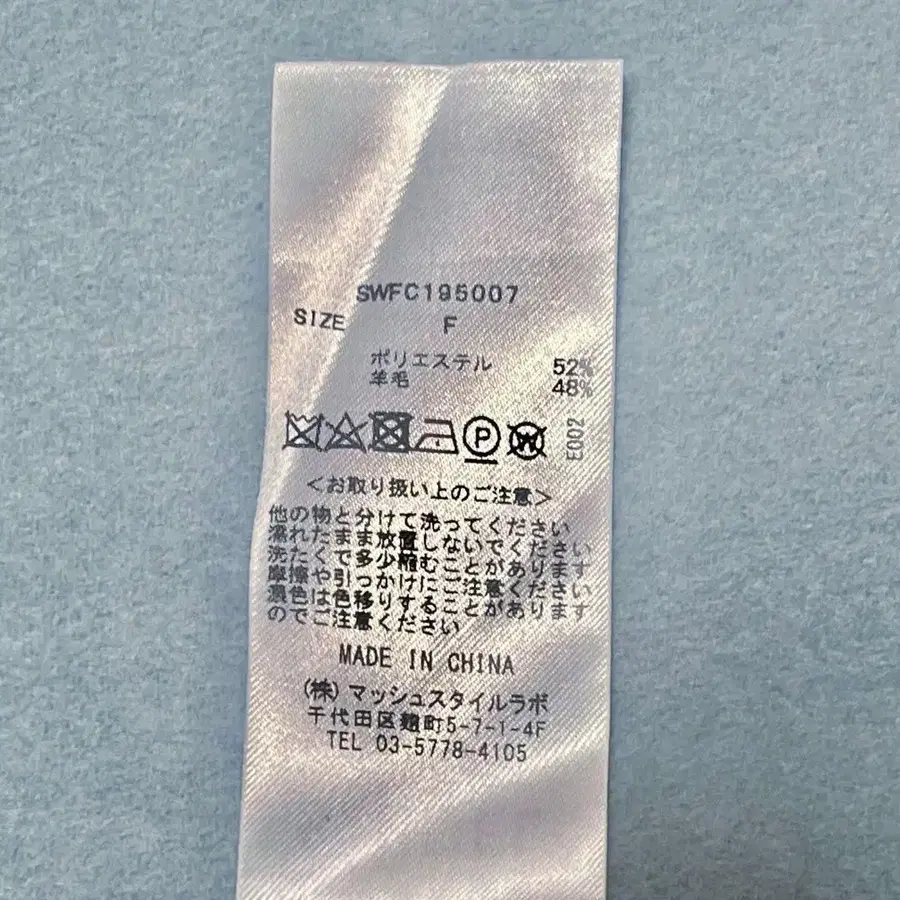 SWFC195007
SIZE F
ポリエステル 52%
羊毛 48%
P W E002
<お取り扱い上のご注意>
他の物と分けて洗ってください
濡れたまま放置しないでください
洗たくで多少縮むことがあります
摩擦や引っかけにご注意ください
濃色は色移りすることがあります
のでご注意ください
MADE IN CHINA
(株)マッシュスタイルラボ
千代田区麹町5-7-1-4F
TEL 03-5778-4105